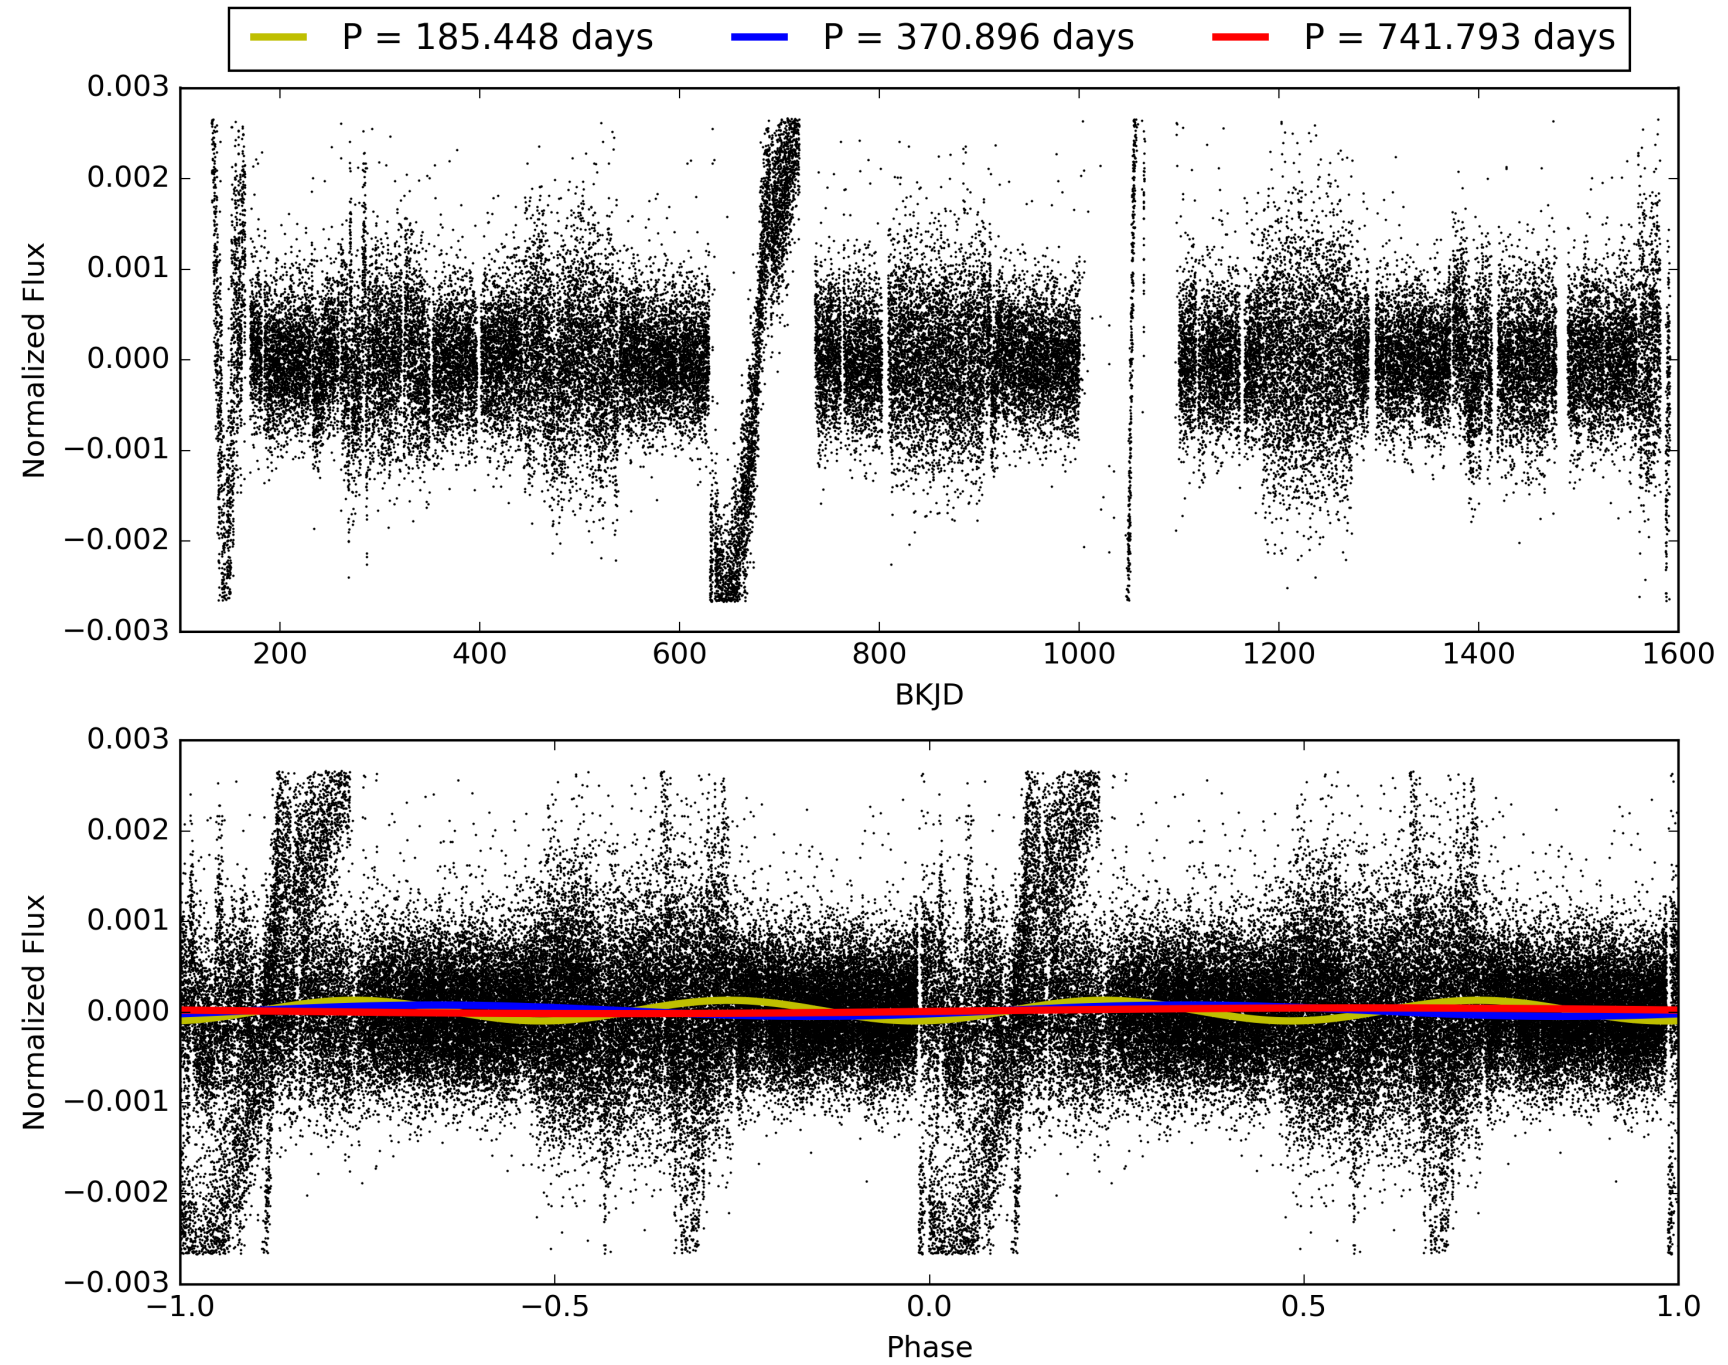 P = 185.448 days P = 370.896 days P = 741.793 days
0.003
0.002
0.001
0.000
−0.001
−0.002
−0.003
Normalized Flux
200 400 600 800 1000 1200 1400 1600
BKJD
0.003
0.002
0.001
0.000
−0.001
−0.002
−0.003
Normalized Flux
−1.0 −0.5 0.0 0.5 1.0
Phase